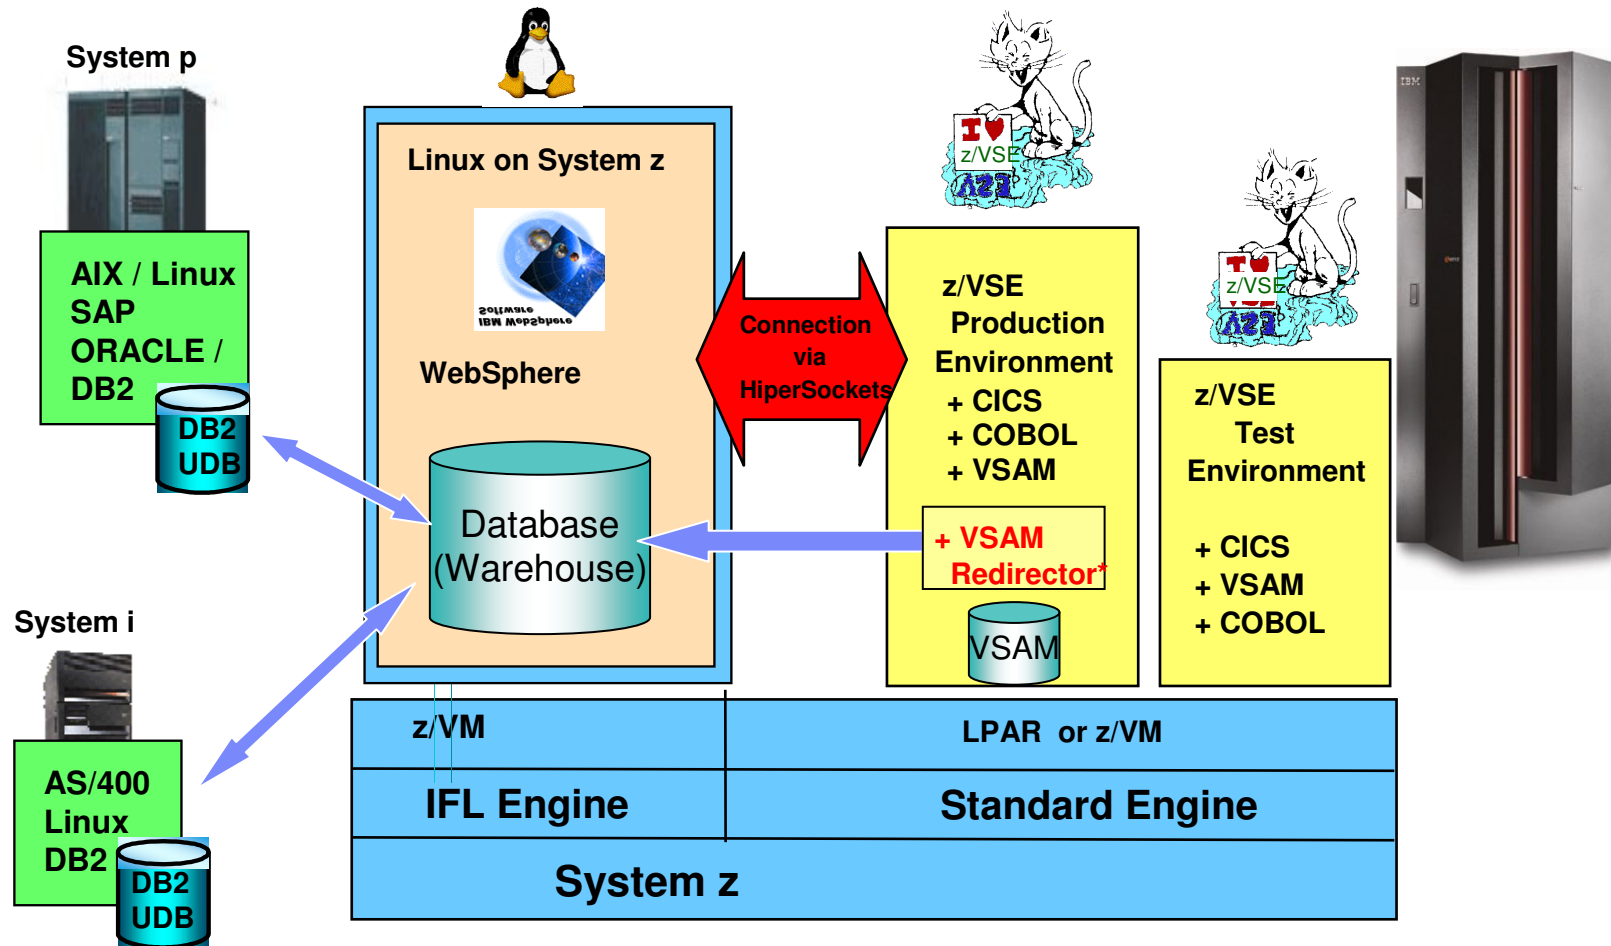 System p
AIX / Linux
SAP
ORACLE /
DB2
DB2
UDB
System i
AS/400
Linux
DB2
DB2
UDB
Linux on System z
IBM WebSphere
Software
WebSphere
Database
(Warehouse)
Connection
via
HiperSockets
I
z/VSE
VSE
z/VSE
Production
Environment
+ CICS
+ COBOL
+ VSAM
+ VSAM
Redirector*
VSAM
I
z/VSE
VSE
z/VSE
Test
Environment
+ CICS
+ VSAM
+ COBOL
IBM
z/VM
LPAR or z/VM
IFL Engine
Standard Engine
System z